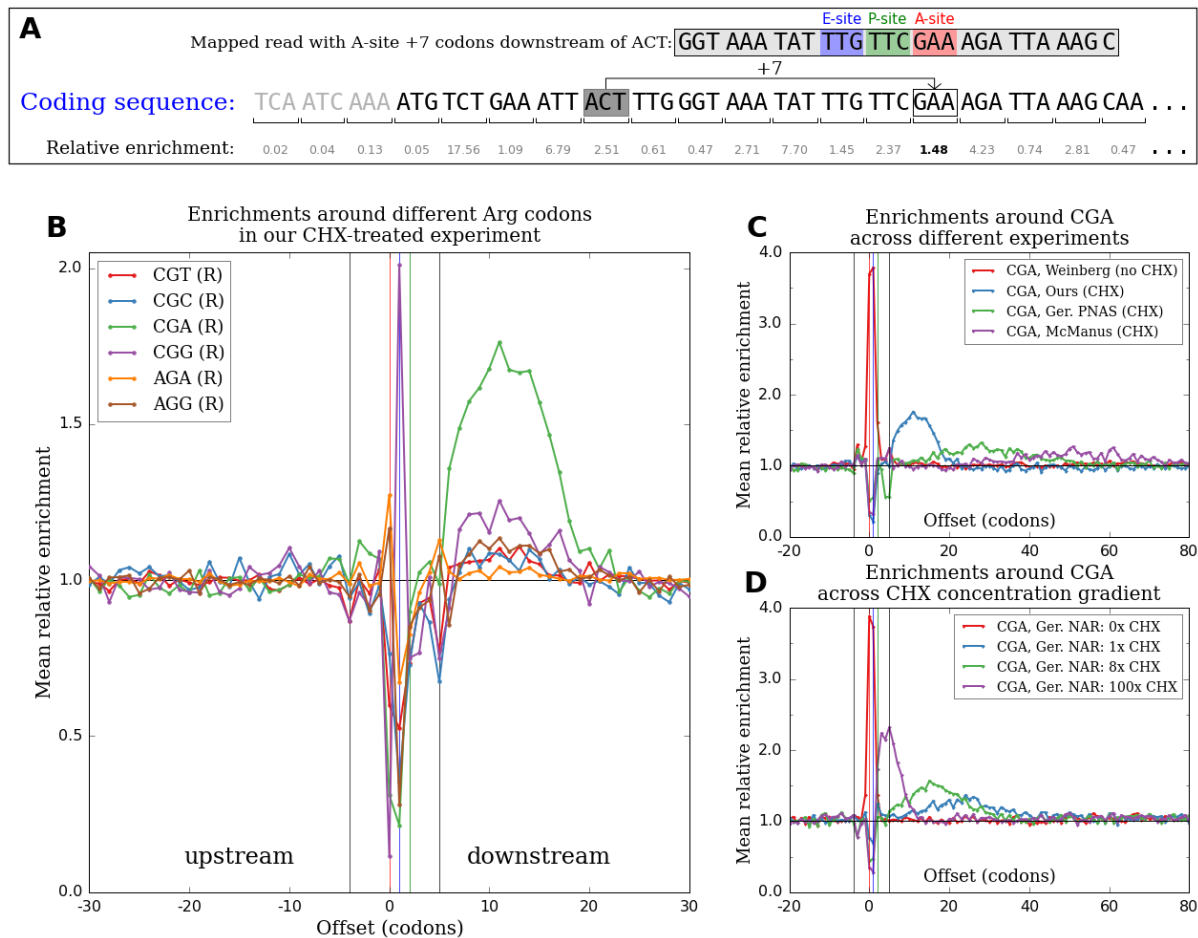 A
E-site P-site A-site
Mapped read with A-site +7 codons downstream of ACT: GGT AAA TAT TTG TTC GAA AGA TTA AAG C
+7
Coding sequence: TCA ATC AAA ATG TCT GAA ATT ACT TTG GGT AAA TAT TTG TTC GAA AGA TTA AAG CAA ...
Relative enrichment: 0.02 0.04 0.13 0.05 17.56 1.09 6.79 2.51 0.61 0.47 2.71 7.70 1.45 2.37 1.48 4.23 0.74 2.81 0.47 ...
B
Enrichments around different Arg codons
in our CHX-treated experiment
Mean relative enrichment
2.0
1.5
1.0
0.5
0.0
CGT (R)
CGC (R)
CGA (R)
CGG (R)
AGA (R)
AGG (R)
upstream downstream
-30 -20 -10 0 10 20 30
Offset (codons)
C
Enrichments around CGA
across different experiments
Mean relative enrichment
4.0
3.0
2.0
1.0
0.0
CGA, Weinberg (no CHX)
CGA, Ours (CHX)
CGA, Ger. PNAS (CHX)
CGA, McManus (CHX)
Offset (codons)
-20 0 20 40 60 80
D
Enrichments around CGA
across CHX concentration gradient
Mean relative enrichment
4.0
3.0
2.0
1.0
0.0
CGA, Ger. NAR: 0x CHX
CGA, Ger. NAR: 1x CHX
CGA, Ger. NAR: 8x CHX
CGA, Ger. NAR: 100x CHX
Offset (codons)
-20 0 20 40 60 80